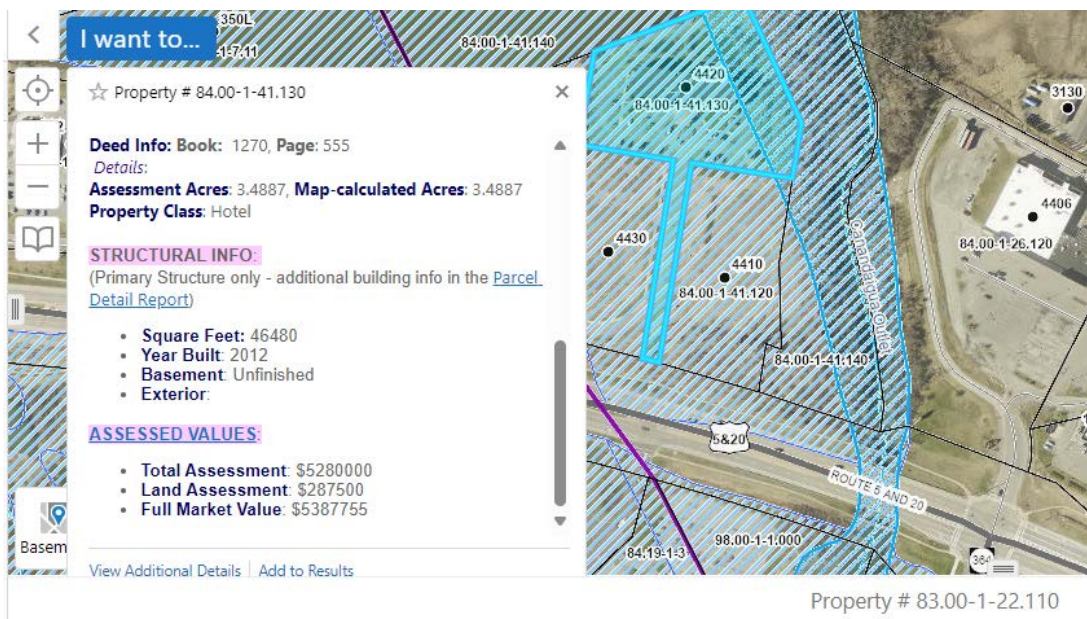 I want to...
Property # 84.00-1-41.130
Deed Info: Book: 1270, Page: 555
Details:
Assessment Acres: 3.4887, Map-calculated Acres: 3.4887
Property Class: Hotel
STRUCTURAL INFO:
(Primary Structure only - additional building info in the Parcel
Detail Report)
Square Feet: 46480
Year Built: 2012
Basement: Unfinished
Exterior:
ASSESSED VALUES:
Total Assessment: $5280000
Land Assessment: $287500
Full Market Value: $5387755
View Additional Details | Add to Results
Basem
350L
-1-7.11
84.00-1-41.140
4420
84.00-1-41.130
3130
4406
84.00-1-26.120
4430
4410
84.00-1-41.120
Canandaigua Outlet
84.00-1-41.140
5&20
ROUTE 5 AND 20
84.19-1-3
98.00-1-1.000
364
Property # 83.00-1-22.110